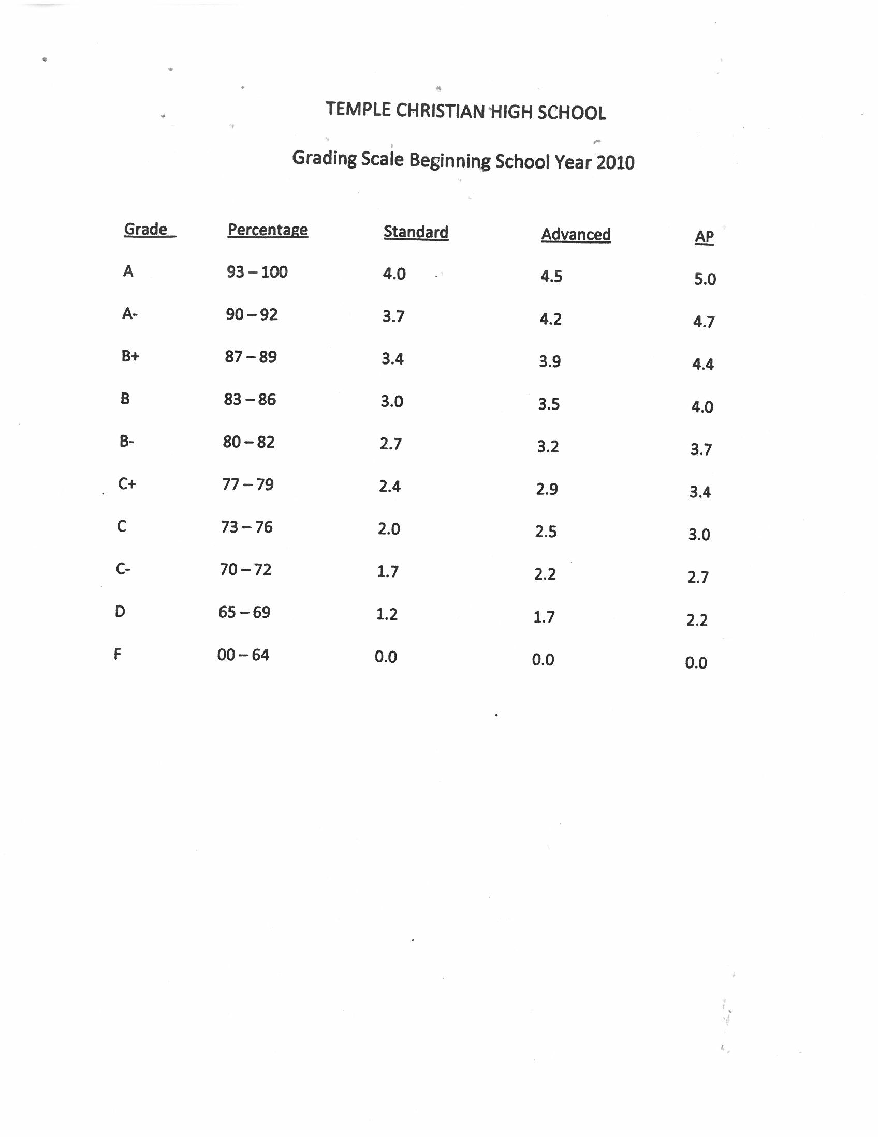 TEMPLE CHRISTIAN HIGH SCHOOL
Grading Scale Beginning School Year 2010
Grade Percentage Standard Advanced AP
A 93 – 100 4.0 4.5 5.0
A- 90 – 92 3.7 4.2 4.7
B+ 87 – 89 3.4 3.9 4.4
B 83 – 86 3.0 3.5 4.0
B- 80 – 82 2.7 3.2 3.7
C+ 77 – 79 2.4 2.9 3.4
C 73 – 76 2.0 2.5 3.0
C- 70 – 72 1.7 2.2 2.7
D 65 – 69 1.2 1.7 2.2
F 00 – 64 0.0 0.0 0.0